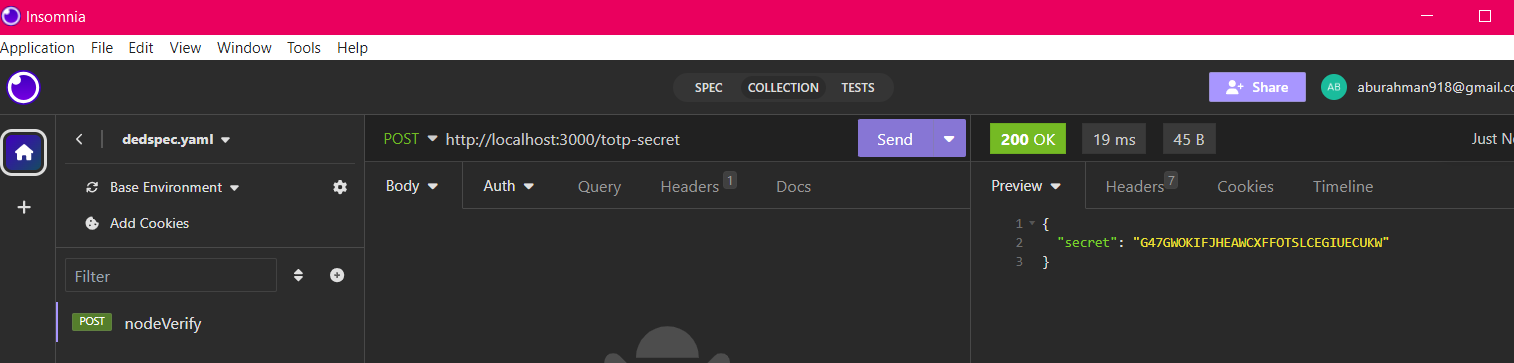 Insomnia
Application File Edit View Window Tools Help
SPEC COLLECTION TESTS
Share
AB
aburahman918@gmail.co
dedspec.yaml
POST http://localhost:3000/totp-secret
Send
200 OK 19 ms 45 B
Just
Base Environment
Body Auth Query Headers 1 Docs
Preview Headers 7 Cookies Timeline
Add Cookies
1 {
2 "secret": "G47GWOKIFJHEAWCXFFOTSLCEGIUECUKW"
3 }
Filter
POST nodeVerify